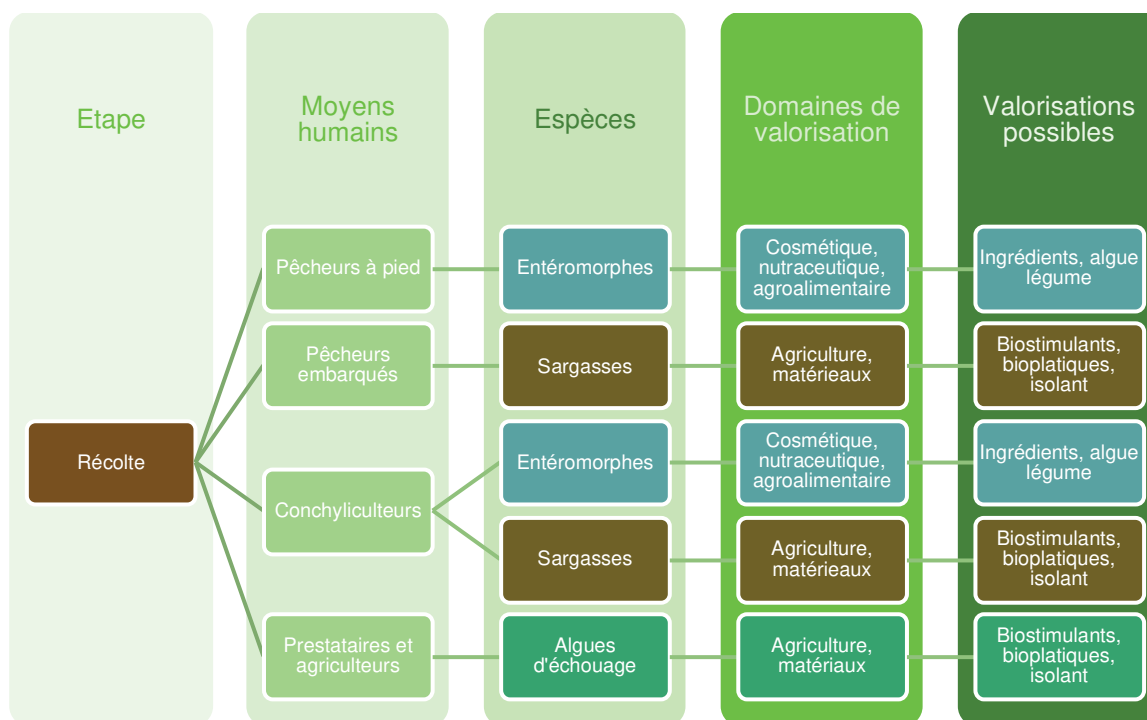 Etape
Moyens
humains
Espèces
Domaines de
valorisation
Valorisations
possibles
Récolte
Pêcheurs à pied
Entéromorphes
Cosmétique,
nutraceutique,
agroalimentaire
Ingrédients, algue
légume
Pêcheurs
embarqués
Sargasses
Agriculture,
matérieaux
Biostimulants,
bioplatiques,
isolant
Conchyliculteurs
Entéromorphes
Cosmétique,
nutraceutique,
agroalimentaire
Ingrédients, algue
légume
Sargasses
Agriculture,
matérieaux
Biostimulants,
bioplatiques,
isolant
Prestataires et
agriculteurs
Algues
d'échouage
Agriculture,
matériaux
Biostimulants,
bioplatiques,
isolant